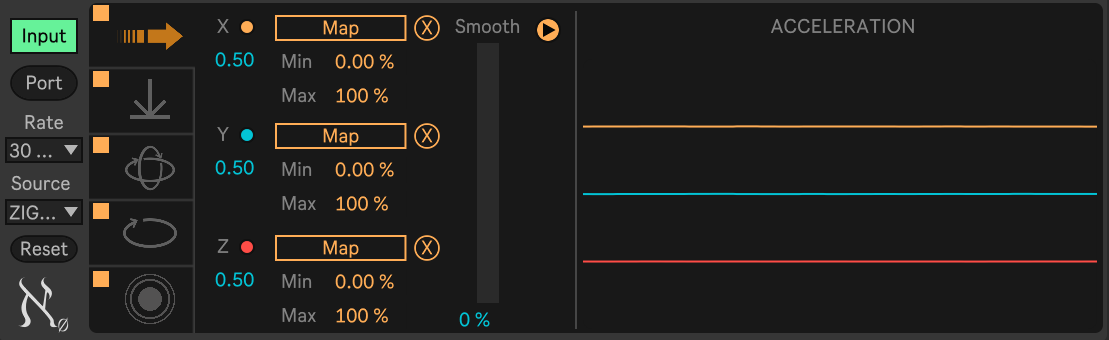 Input
Port
Rate
30 ...
Source
ZIG...
Reset
X
0.50
Map
X
Min 0.00 %
Max 100 %
Y
0.50
Map
X
Min 0.00 %
Max 100 %
Z
0.50
Map
X
Min 0.00 %
Max 100 %
Smooth
0 %
ACCELERATION
ℵø